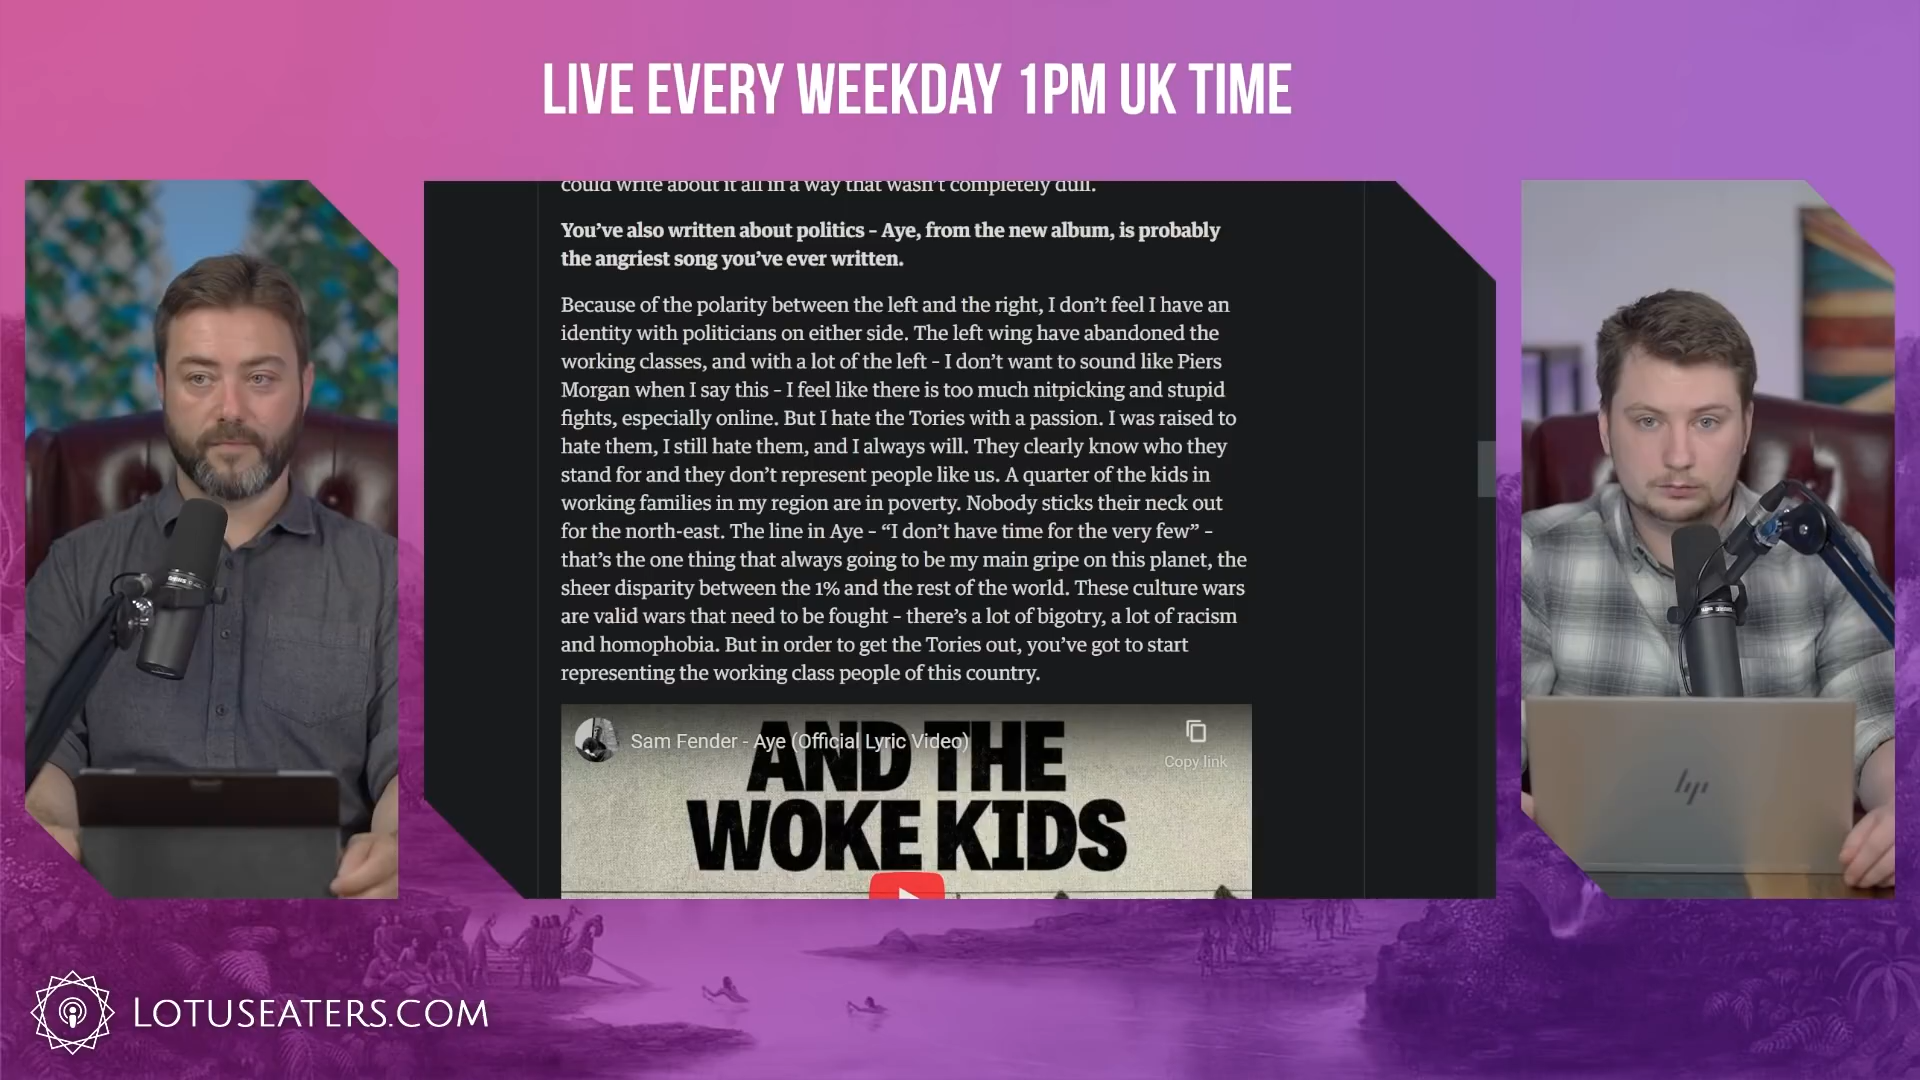 LIVE EVERY WEEKDAY 1PM UK TIME
could write about it all in a way that wasn't completely dull.
You've also written about politics – Aye, from the new album, is probably
the angriest song you've ever written.
Because of the polarity between the left and the right, I don't feel I have an
identity with politicians on either side. The left wing have abandoned the
working classes, and with a lot of the left – I don't want to sound like Piers
Morgan when I say this – I feel like there is too much nitpicking and stupid
fights, especially online. But I hate the Tories with a passion. I was raised to
hate them, I still hate them, and I always will. They clearly know who they
stand for and they don't represent people like us. A quarter of the kids in
working families in my region are in poverty. Nobody sticks their neck out
for the north-east. The line in Aye – “I don't have time for the very few” –
that's the one thing that always going to be my main gripe on this planet, the
sheer disparity between the 1% and the rest of the world. These culture wars
are valid wars that need to be fought – there's a lot of bigotry, a lot of racism
and homophobia. But in order to get the Tories out, you've got to start
representing the working class people of this country.
Sam Fender - Aye (Official Lyric Video)
Copy link
AND THE
WOKE KIDS
hp
LOTUSEATERS.COM